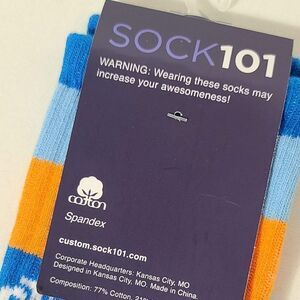 SOCK101
WARNING: Wearing these socks may
increase your awesomeness!
cotton
Spandex
custom.sock101.com
Corporate Headquarters: Kansas City, MO
Designed in Kansas City, MO. Made in China.
Composition: 77% Cotton,